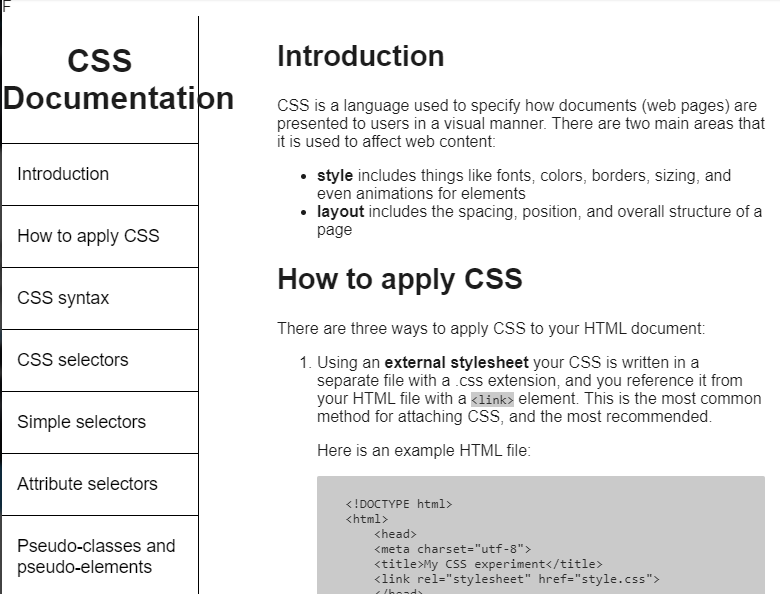 F
CSS
Documentation
Introduction
How to apply CSS
CSS syntax
CSS selectors
Simple selectors
Attribute selectors
Pseudo-classes and
pseudo-elements
Introduction
CSS is a language used to specify how documents (web pages) are
presented to users in a visual manner. There are two main areas that
it is used to affect web content:
• style includes things like fonts, colors, borders, sizing, and
even animations for elements
• layout includes the spacing, position, and overall structure of a
page
How to apply CSS
There are three ways to apply CSS to your HTML document:
1. Using an external stylesheet your CSS is written in a
separate file with a .css extension, and you reference it from
your HTML file with a <link> element. This is the most common
method for attaching CSS, and the most recommended.
Here is an example HTML file:
<!DOCTYPE html>
<html>
<head>
<meta charset="utf-8">
<title>My CSS experiment</title>
<link rel="stylesheet" href="style.css">
</head>